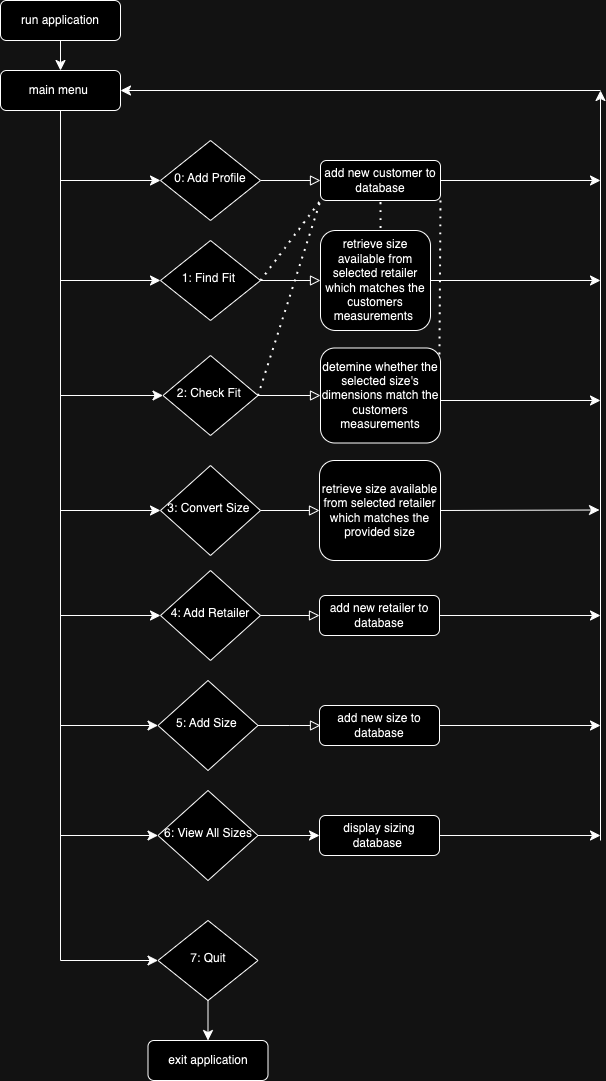 run application
main menu
0: Add Profile
add new customer to
database
1: Find Fit
retrieve size
available from
selected retailer
which matches the
customers
measurements
2: Check Fit
detemine whether the
selected size's
dimensions match the
customers
measurements
3: Convert Size
retrieve size available
from selected retailer
which matches the
provided size
4: Add Retailer
add new retailer to
database
5: Add Size
add new size to
database
6: View All Sizes
display sizing
database
7: Quit
exit application